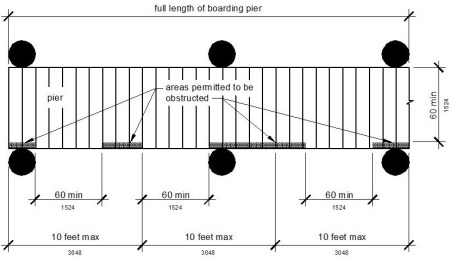 full length of boarding pier
pier
areas permitted to be
obstructed
60 min
1524
60 min
1524
60 min
1524
60 min
1524
10 feet max
3048
10 feet max
3048
10 feet max
3048